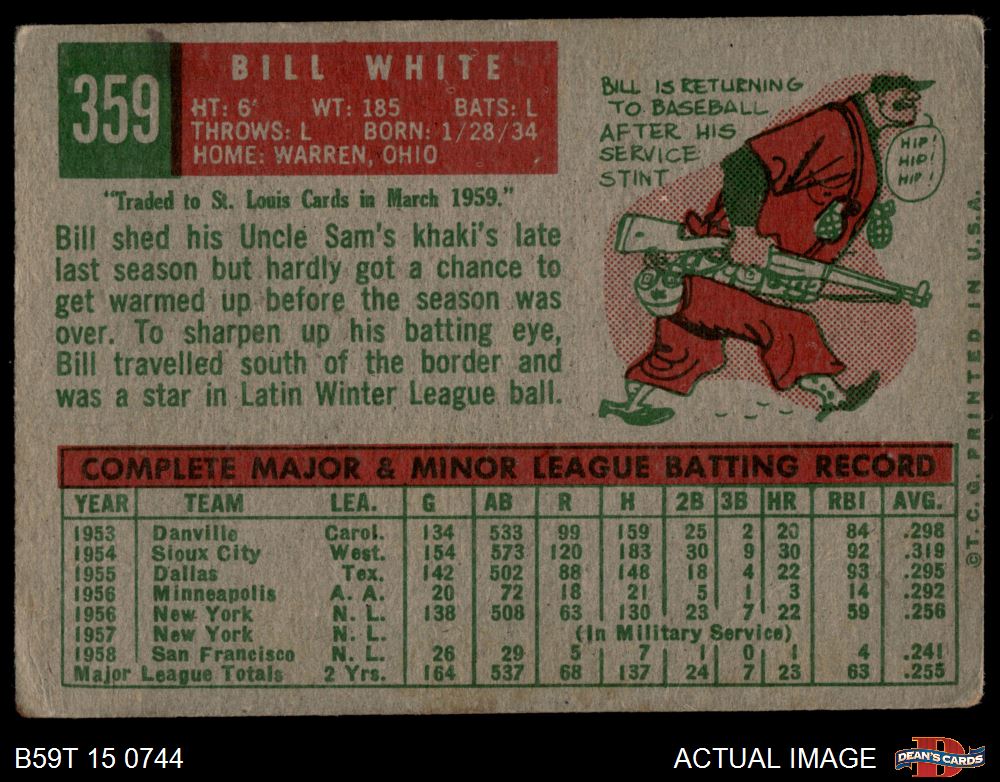 359
BILL WHITE
HT: 6' WT: 185 BATS: L
THROWS: L BORN: 1/28/34
HOME: WARREN, OHIO
"Traded to St. Louis Cards in March 1959."
Bill shed his Uncle Sam's khaki's late
last season but hardly got a chance to
get warmed up before the season was
over. To sharpen up his batting eye,
Bill travelled south of the border and
was a star in Latin Winter League ball.
BILL IS RETURNING
TO BASEBALL
AFTER HIS
SERVICE
STINT
HIP!
HIP!
HIP!
COMPLETE MAJOR & MINOR LEAGUE BATTING RECORD
YEAR TEAM LEA. G AB R H 2B 3B HR RBI AVG.
1953 Danville Carol. 134 533 99 159 25 2 20 84 .298
1954 Sioux City West. 154 573 120 183 30 9 30 92 .319
1955 Dallas Tex. 142 502 88 148 18 4 22 93 .295
1956 Minneapolis A. A. 20 72 18 21 5 1 3 14 .292
1956 New York N. L. 138 508 63 130 23 7 22 59 .256
1957 New York N. L. (In Military Service)
1958 San Francisco N. L. 26 29 5 7 1 0 1 4 .241
Major League Totals 2 Yrs. 164 537 68 137 24 7 23 63 .255
©T.C.G. PRINTED IN U.S.A.
B59T 15 0744
ACTUAL IMAGE
D
DEAN'S CARDS